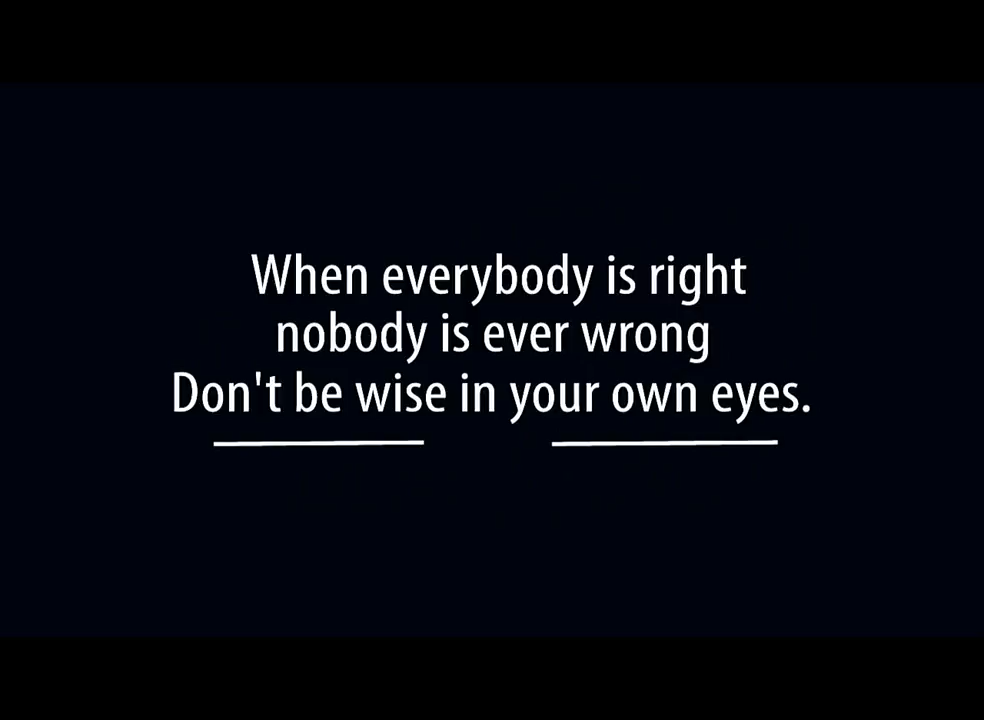 When everybody is right
nobody is ever wrong
Don't be wise in your own eyes.